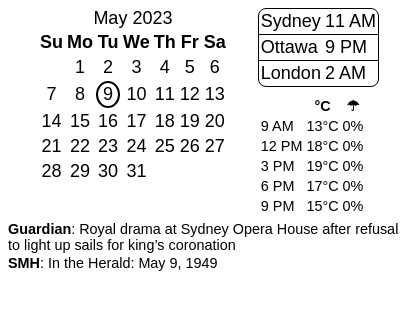 May 2023
Su Mo Tu We Th Fr Sa
1 2 3 4 5 6
7 8 9 10 11 12 13
14 15 16 17 18 19 20
21 22 23 24 25 26 27
28 29 30 31
Sydney 11 AM
Ottawa 9 PM
London 2 AM
°C ☂
9 AM 13°C 0%
12 PM 18°C 0%
3 PM 19°C 0%
6 PM 17°C 0%
9 PM 15°C 0%
Guardian: Royal drama at Sydney Opera House after refusal
to light up sails for king’s coronation
SMH: In the Herald: May 9, 1949